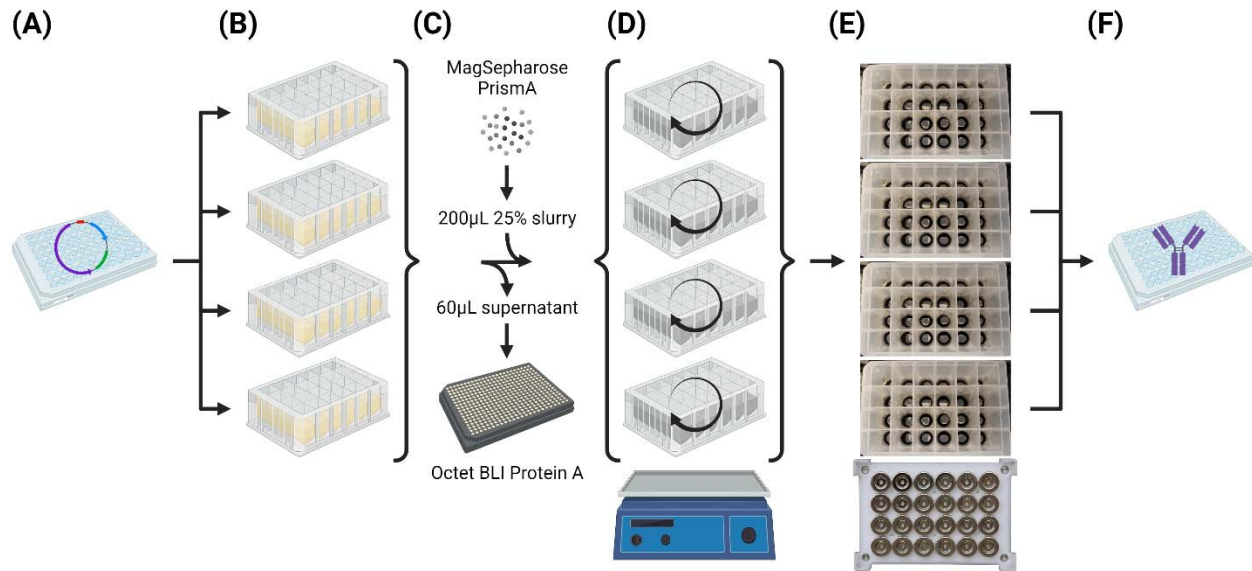 (A)
(B)
(C)
(D)
(E)
(F)
MagSepharose
PrismA
200µL 25% slurry
60µL supernatant
Octet BLI Protein A